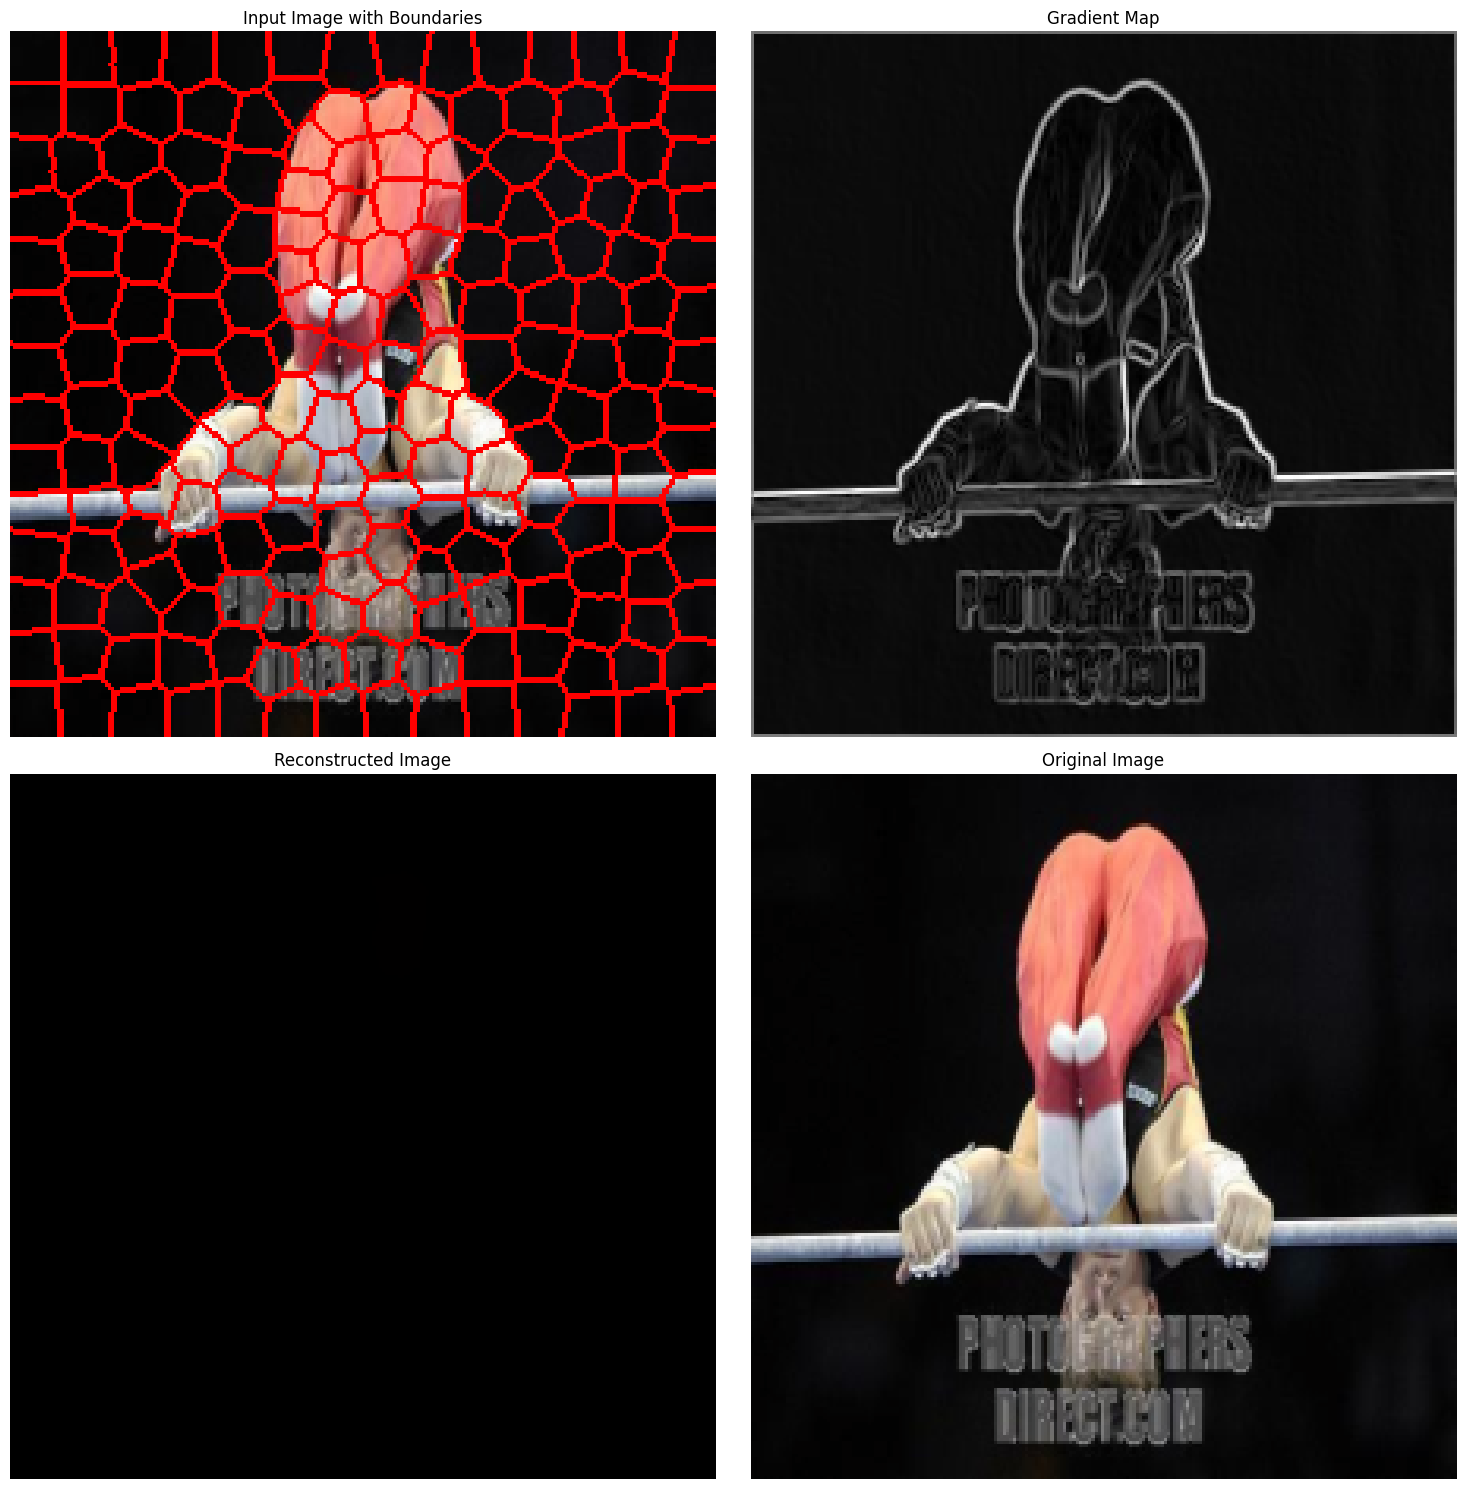 Input Image with Boundaries
Gradient Map
PHOTOGRAPHERS
DIRECT.COM
PHOTOGRAPHERS
DIRECT.COM
Reconstructed Image
Original Image
PHOTOGRAPHERS
DIRECT.COM